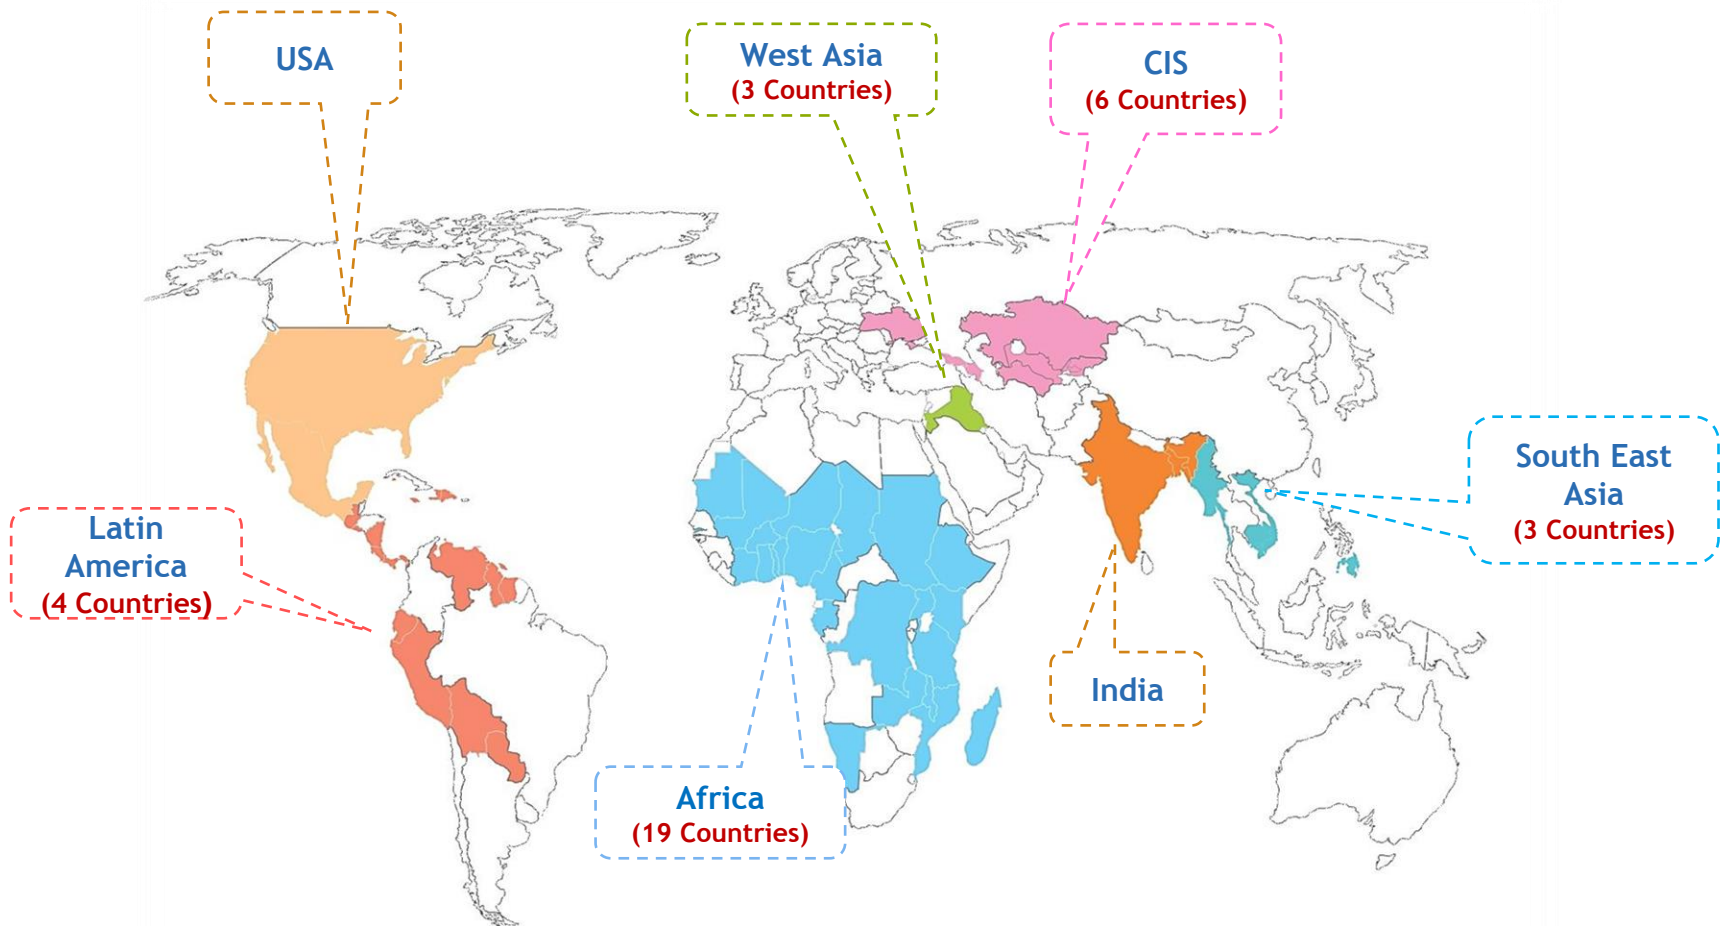 USA
West Asia
(3 Countries)
CIS
(6 Countries)
South East
Asia
(3 Countries)
Latin
America
(4 Countries)
India
Africa
(19 Countries)